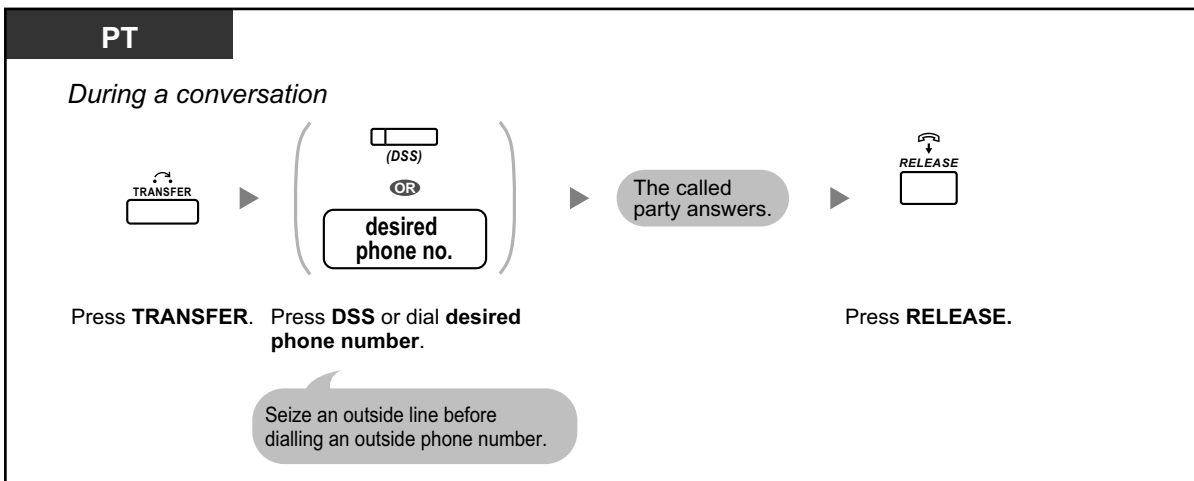 PT
During a conversation
TRANSFER
(DSS)
OR
desired
phone no.
The called
party answers.
RELEASE
Press TRANSFER.
Press DSS or dial desired
phone number.
Press RELEASE.
Seize an outside line before
dialling an outside phone number.